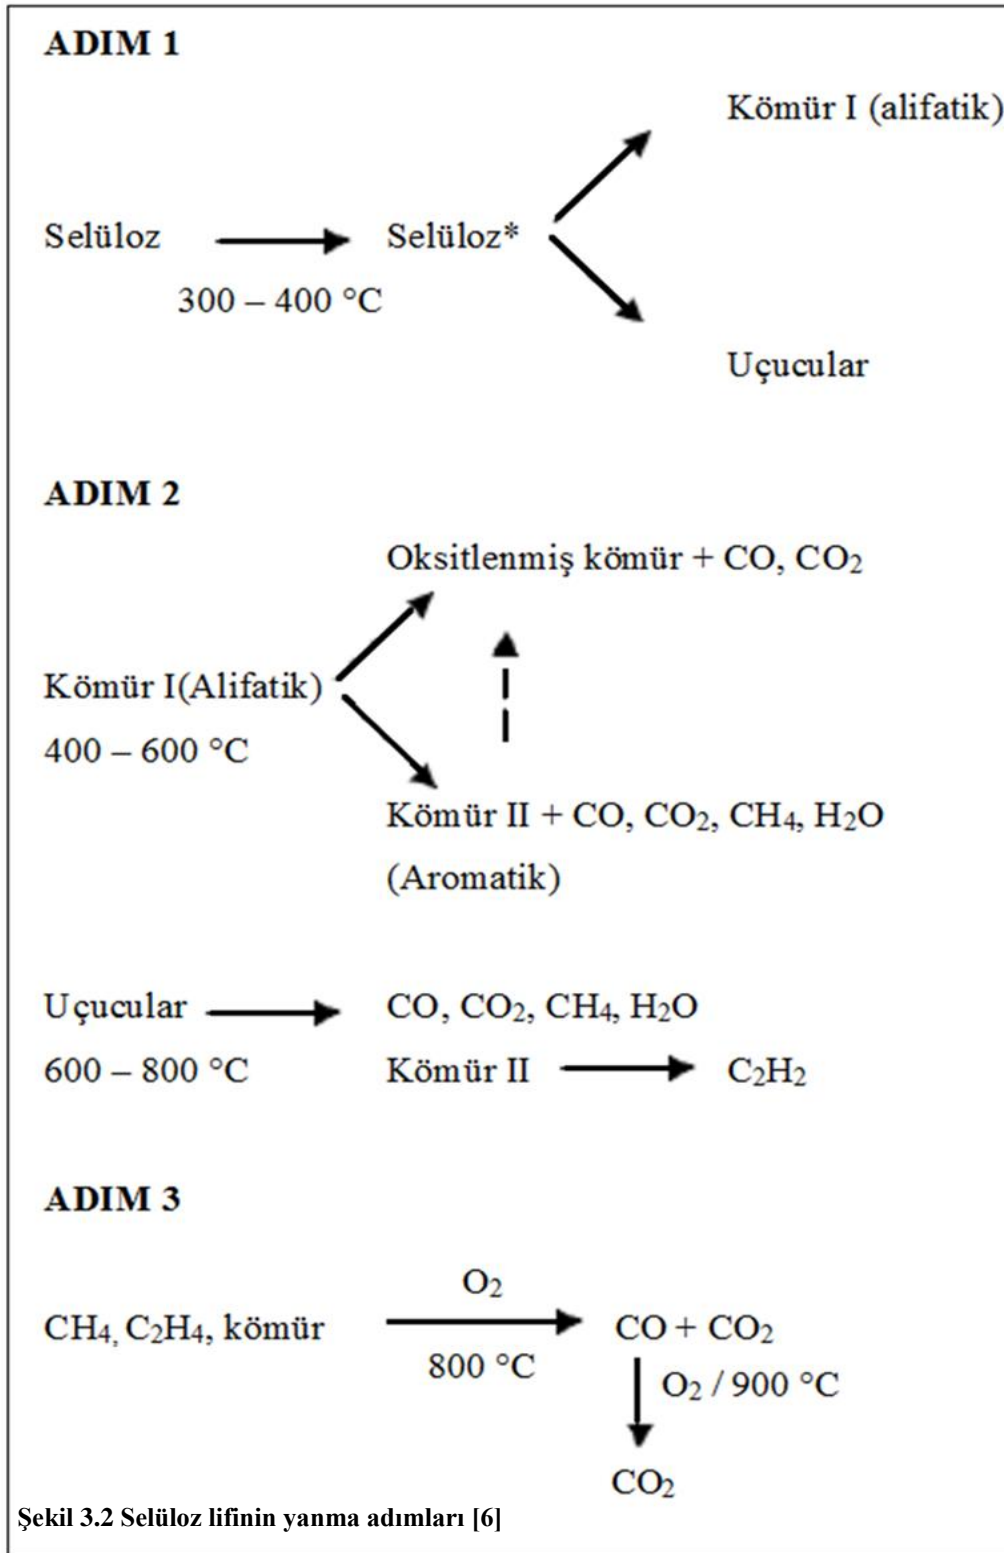 ADIM 1
Kömür I (alifatik)
Selüloz Selüloz*
300 – 400 °C
Uçucular
ADIM 2
Oksitlenmiş kömür + CO, CO₂
Kömür I(Alifatik)
400 – 600 °C
Kömür II + CO, CO₂, CH₄, H₂O
(Aromatik)
Uçucular CO, CO₂, CH₄, H₂O
600 – 800 °C Kömür II C₂H₂
ADIM 3
O₂
CH₄, C₂H₄, kömür CO + CO₂
800 °C O₂ / 900 °C
CO₂
Şekil 3.2 Selüloz lifinin yanma adımları [6]